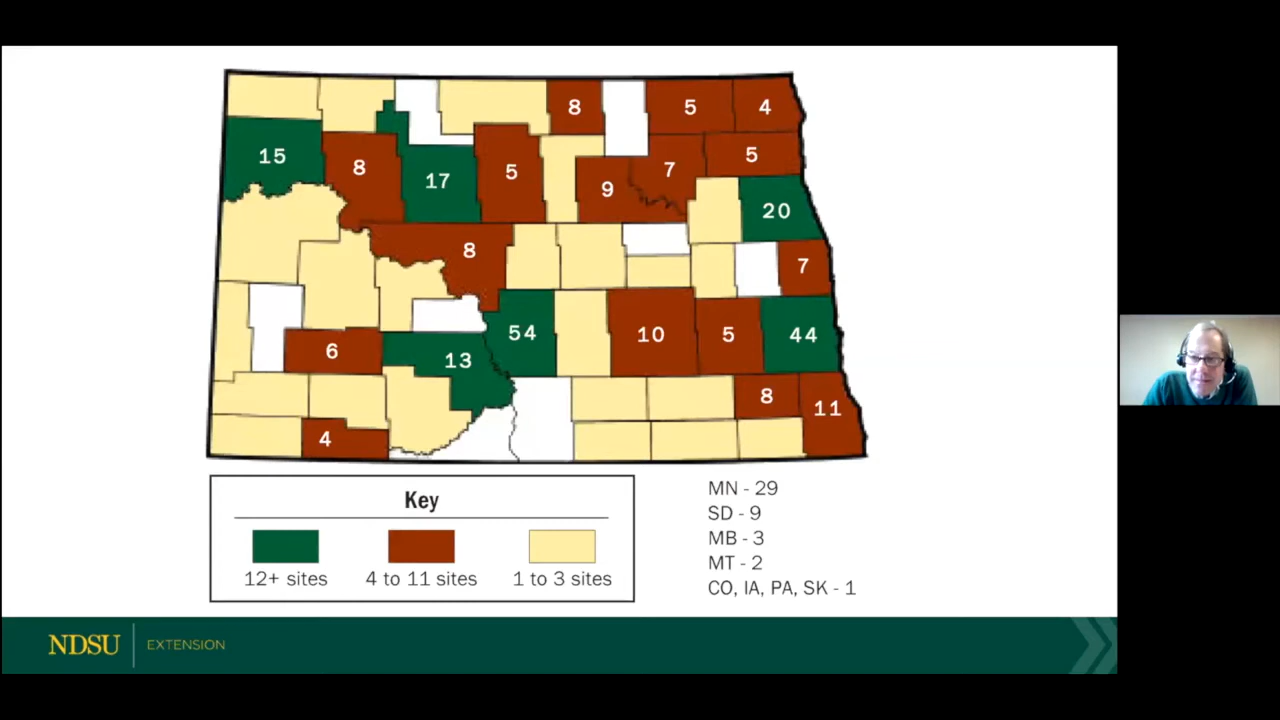 8
5
4
15
8
17
5
9
7
5
20
8
7
54
10
5
44
6
13
8
11
4
Key
12+ sites
4 to 11 sites
1 to 3 sites
MN - 29
SD - 9
MB - 3
MT - 2
CO, IA, PA, SK - 1
NDSU
EXTENSION